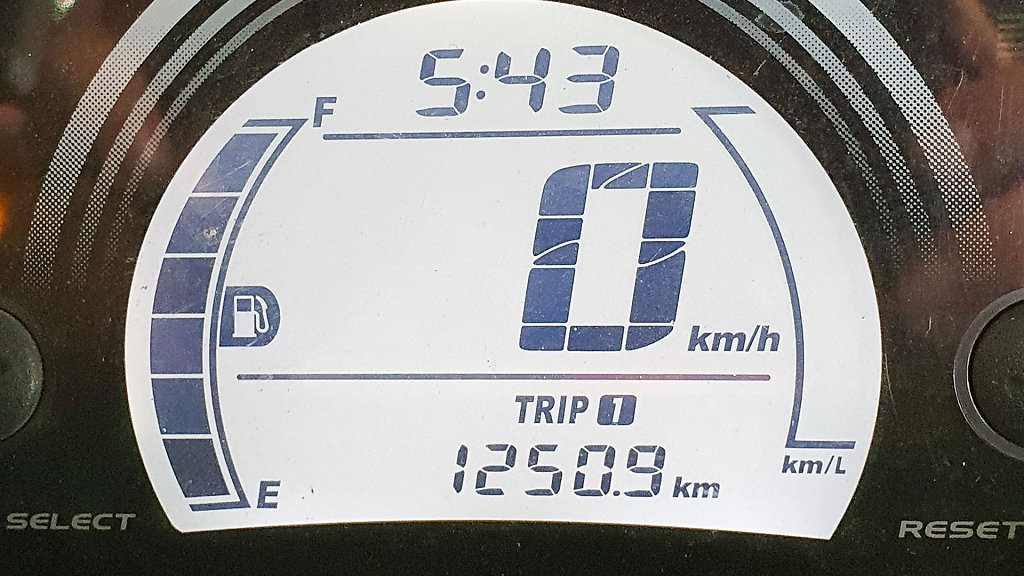 5:43
F
0 km/h
TRIP 1
1250.9 km
km/L
E
SELECT
RESET